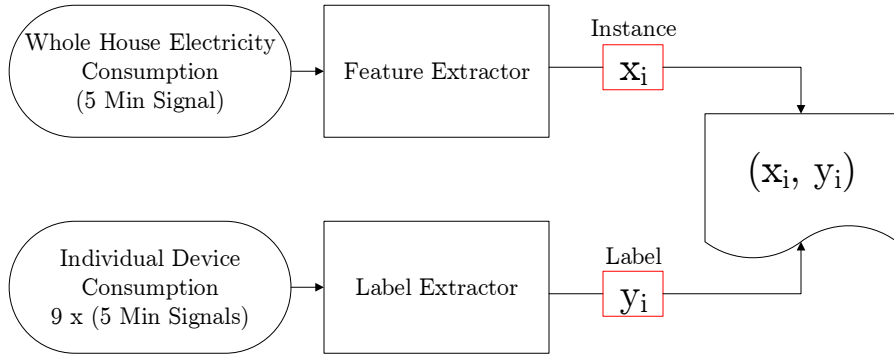 Whole House Electricity
Consumption
(5 Min Signal)
Feature Extractor
Instance
xᵢ
(xᵢ, yᵢ)
Individual Device
Consumption
9 x (5 Min Signals)
Label Extractor
Label
yᵢ